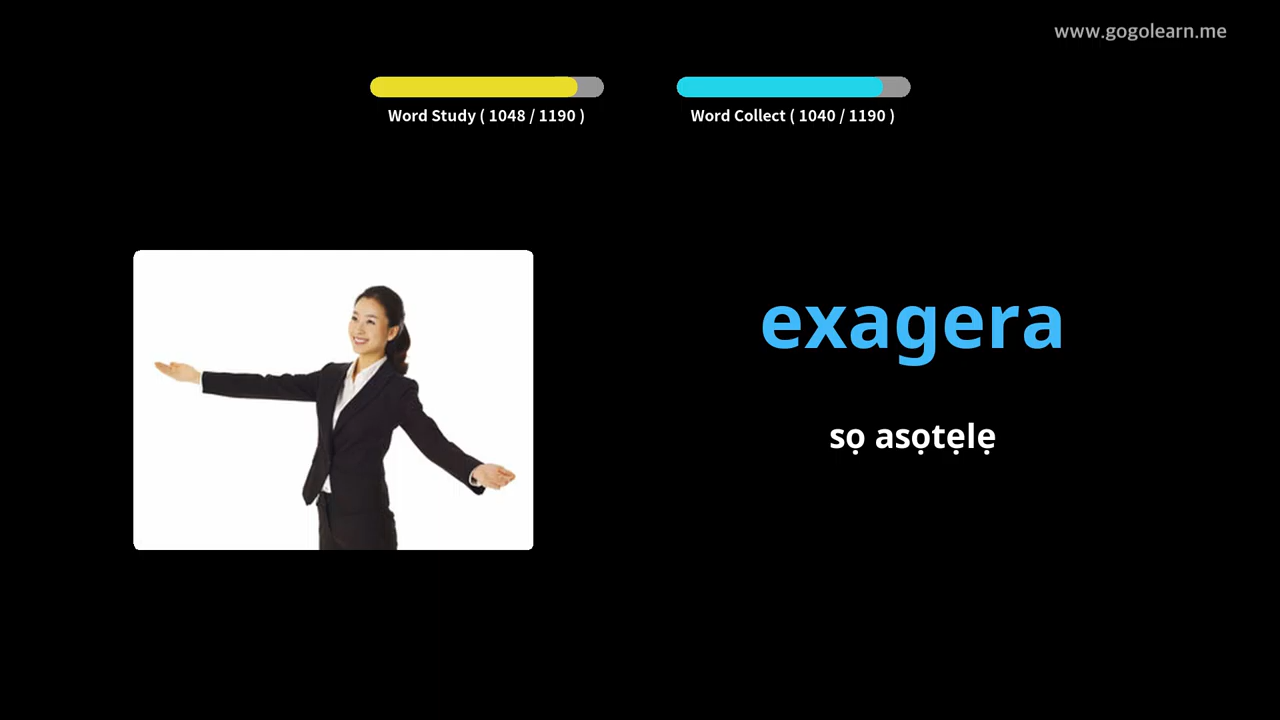 www.gogolearn.me
Word Study ( 1048 / 1190 )
Word Collect ( 1040 / 1190 )
exagera
sọ asọtẹlẹ